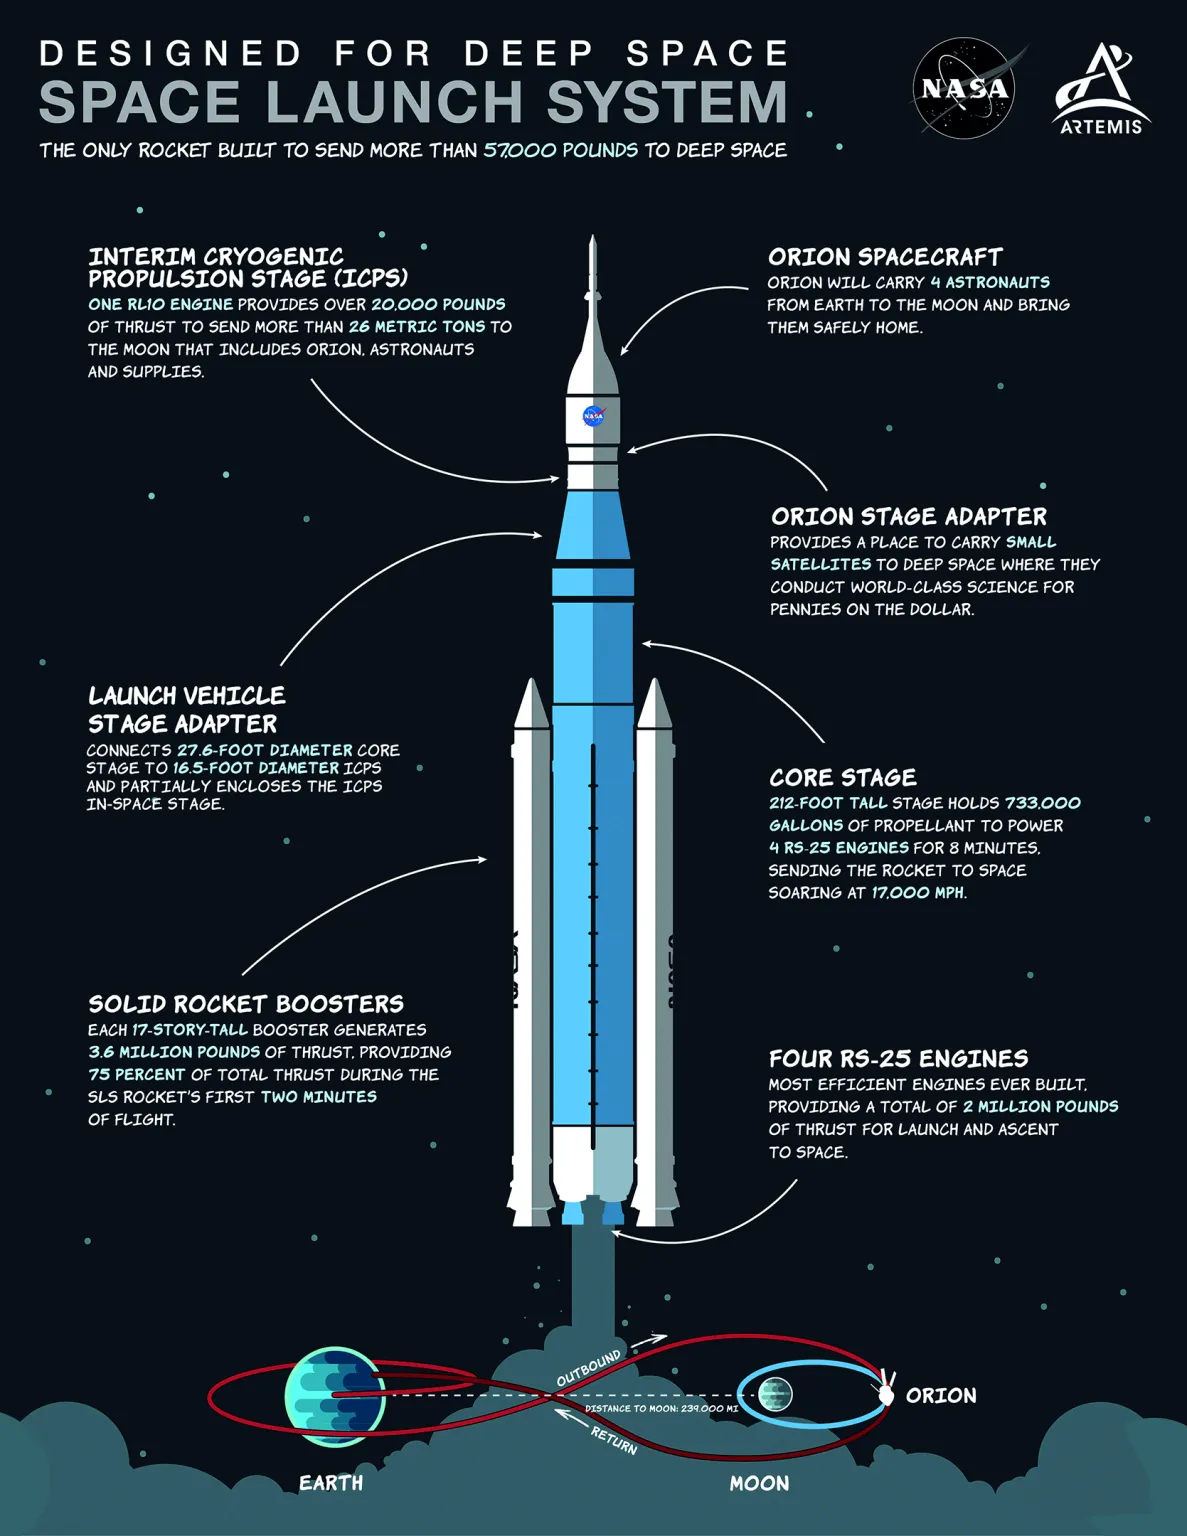 DESIGNED FOR DEEP SPACE
SPACE LAUNCH SYSTEM
THE ONLY ROCKET BUILT TO SEND MORE THAN 57,000 POUNDS TO DEEP SPACE
NASA
ARTEMIS
INTERIM CRYOGENIC
PROPULSION STAGE (ICPS)
ONE RL10 ENGINE PROVIDES OVER 20,000 POUNDS
OF THRUST TO SEND MORE THAN 26 METRIC TONS TO
THE MOON THAT INCLUDES ORION, ASTRONAUTS
AND SUPPLIES.
ORION SPACECRAFT
ORION WILL CARRY 4 ASTRONAUTS
FROM EARTH TO THE MOON AND BRING
THEM SAFELY HOME.
NASA
ORION STAGE ADAPTER
PROVIDES A PLACE TO CARRY SMALL
SATELLITES TO DEEP SPACE WHERE THEY
CONDUCT WORLD-CLASS SCIENCE FOR
PENNIES ON THE DOLLAR.
LAUNCH VEHICLE
STAGE ADAPTER
CONNECTS 27.6-FOOT DIAMETER CORE
STAGE TO 16.5-FOOT DIAMETER ICPS
AND PARTIALLY ENCLOSES THE ICPS
IN-SPACE STAGE.
CORE STAGE
212-FOOT TALL STAGE HOLDS 733,000
GALLONS OF PROPELLANT TO POWER
4 RS-25 ENGINES FOR 8 MINUTES,
SENDING THE ROCKET TO SPACE
SOARING AT 17,000 MPH.
NASA
NASA
SOLID ROCKET BOOSTERS
EACH 17-STORY-TALL BOOSTER GENERATES
3.6 MILLION POUNDS OF THRUST, PROVIDING
75 PERCENT OF TOTAL THRUST DURING THE
SLS ROCKET'S FIRST TWO MINUTES
OF FLIGHT.
FOUR RS-25 ENGINES
MOST EFFICIENT ENGINES EVER BUILT,
PROVIDING A TOTAL OF 2 MILLION POUNDS
OF THRUST FOR LAUNCH AND ASCENT
TO SPACE.
OUTBOUND
DISTANCE TO MOON: 239,000 MI
RETURN
ORION
EARTH
MOON